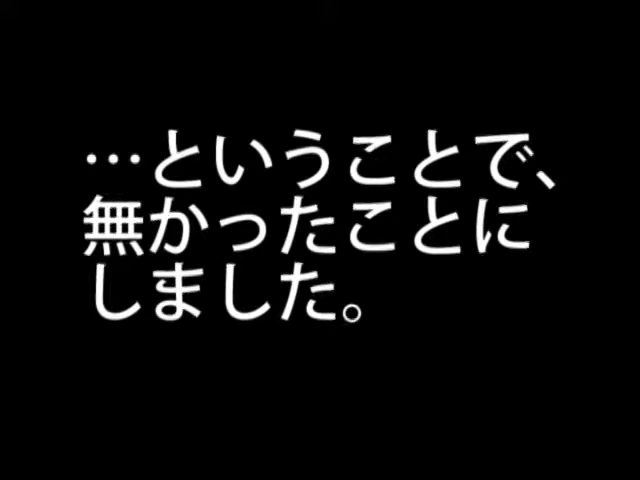 …ということで、
無かったことに
しました。